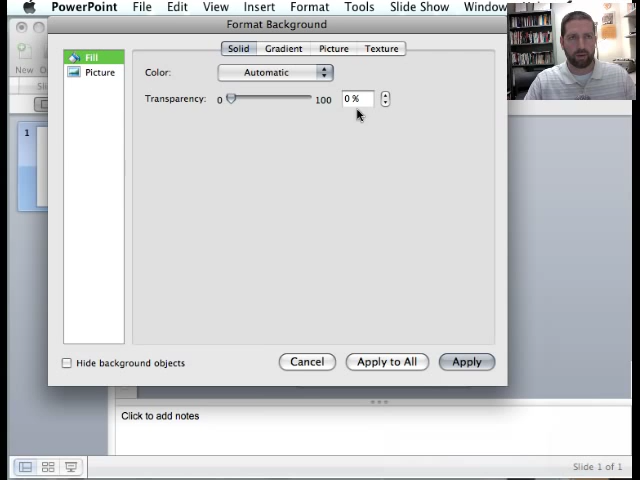 PowerPoint File Edit View Insert Format Tools Slide Show Window
Format Background
Solid Gradient Picture Texture
Fill
Picture
Color: Automatic
Transparency: 0 100 0 %
New
1
Hide background objects Cancel Apply to All Apply
Click to add notes
Slide 1 of 1